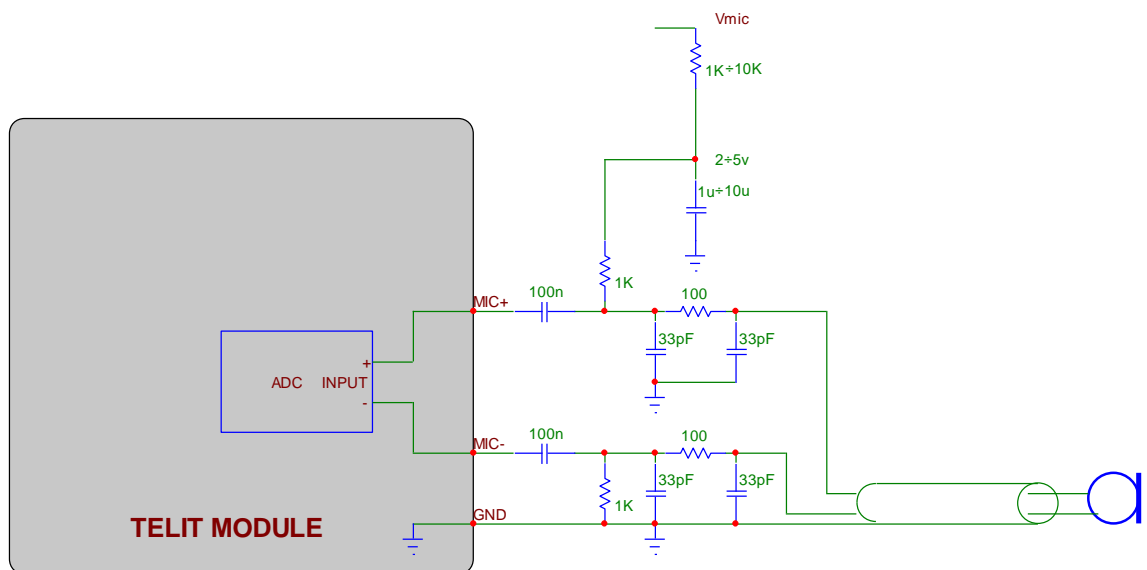 Vmic
1K÷10K
2÷5v
1u÷10u
1K
MIC+
100n
100
33pF
33pF
+
ADC INPUT
-
MIC-
100n
100
33pF
33pF
1K
GND
TELIT MODULE